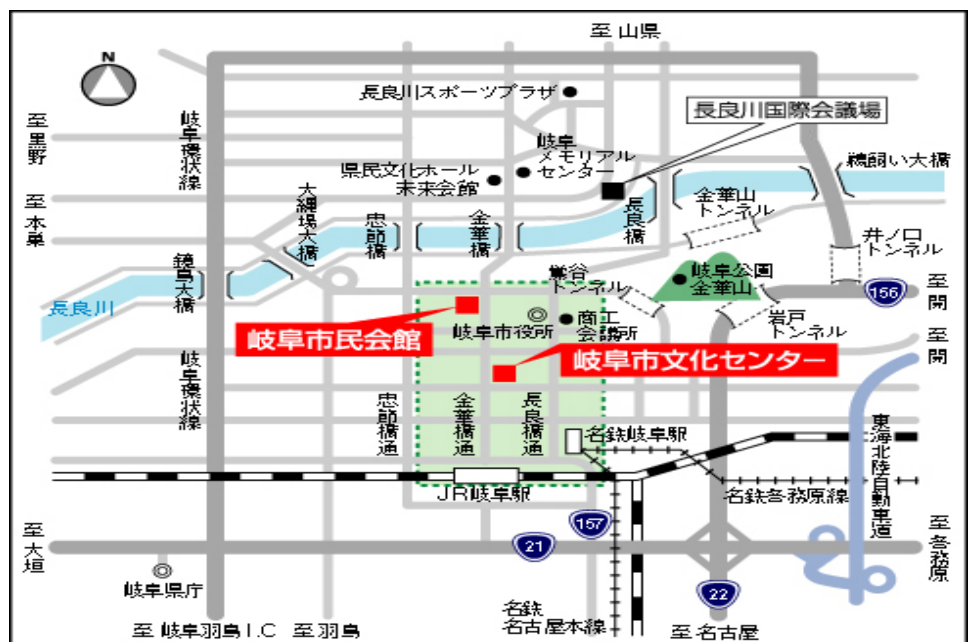 至 山県
N
長良川スポーツプラザ
長良川国際会議場
至黒野
岐阜環状線
岐阜
メモリアル
センター
県民文化ホール
未来会館
鵜飼い大橋
至本巣
大縄場大橋
忠節橋
金華橋
長良橋
金華山
トンネル
井ノ口
トンネル
鏡島大橋
長良川
鶯谷
トンネル
岐阜公園
金華山
156
至関
岐阜市民会館
岐阜市役所
商工
会議所
岩戸
トンネル
至関
岐阜市文化センター
岐阜環状線
忠節橋通
金華橋通
長良橋通
名鉄岐阜駅
東海北陸自動車道
JR岐阜駅
名鉄各務原線
157
至大垣
21
至各務原
岐阜県庁
22
名鉄
名古屋本線
至 岐阜羽島I.C
至 羽島
至 名古屋